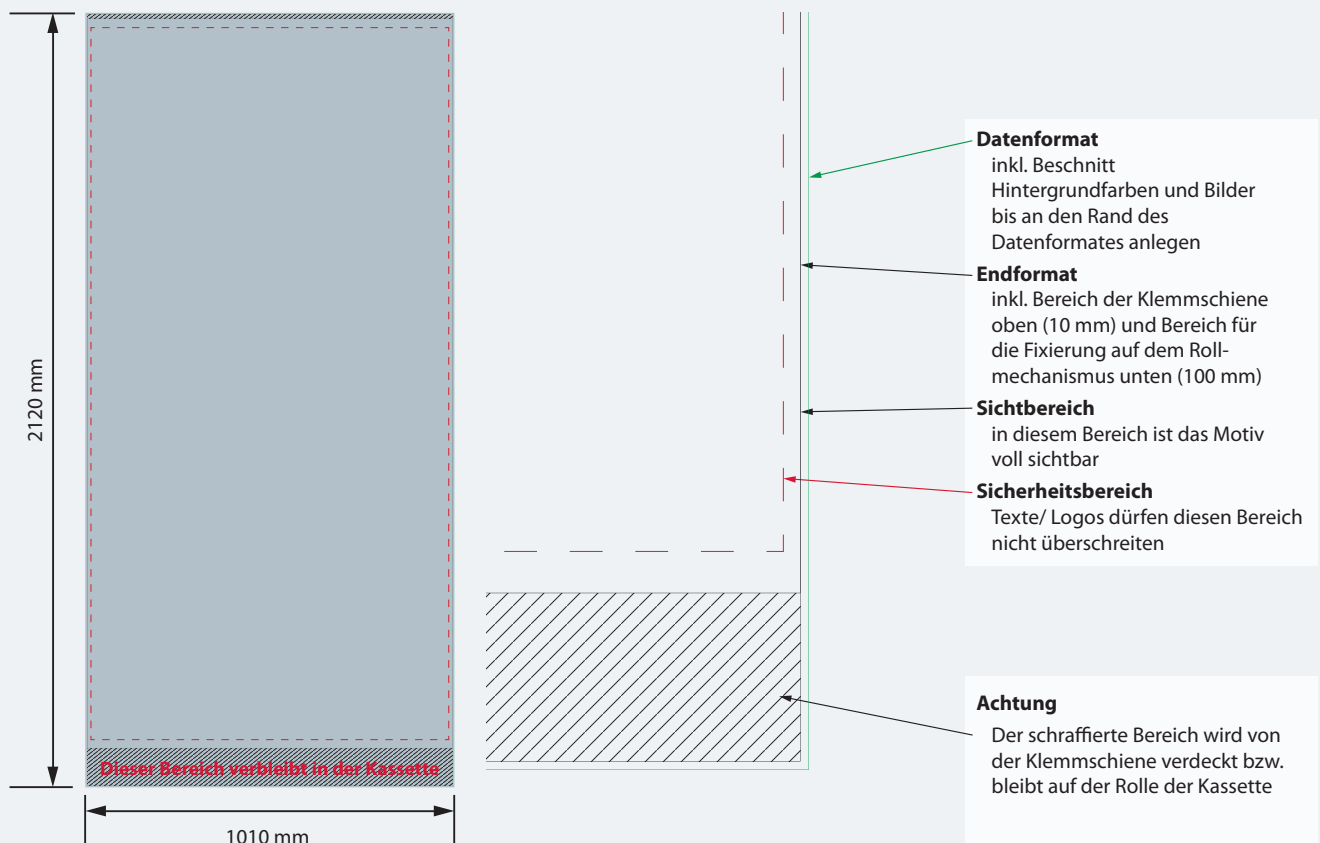 2120 mm
Dieser Bereich verbleibt in der Kassette
1010 mm
Datenformat
inkl. Beschnitt
Hintergrundfarben und Bilder
bis an den Rand des
Datenformates anlegen
Endformat
inkl. Bereich der Klemmschiene
oben (10 mm) und Bereich für
die Fixierung auf dem Roll-
mechanismus unten (100 mm)
Sichtbereich
in diesem Bereich ist das Motiv
voll sichtbar
Sicherheitsbereich
Texte/ Logos dürfen diesen Bereich
nicht überschreiten
Achtung
Der schraffierte Bereich wird von
der Klemmschiene verdeckt bzw.
bleibt auf der Rolle der Kassette